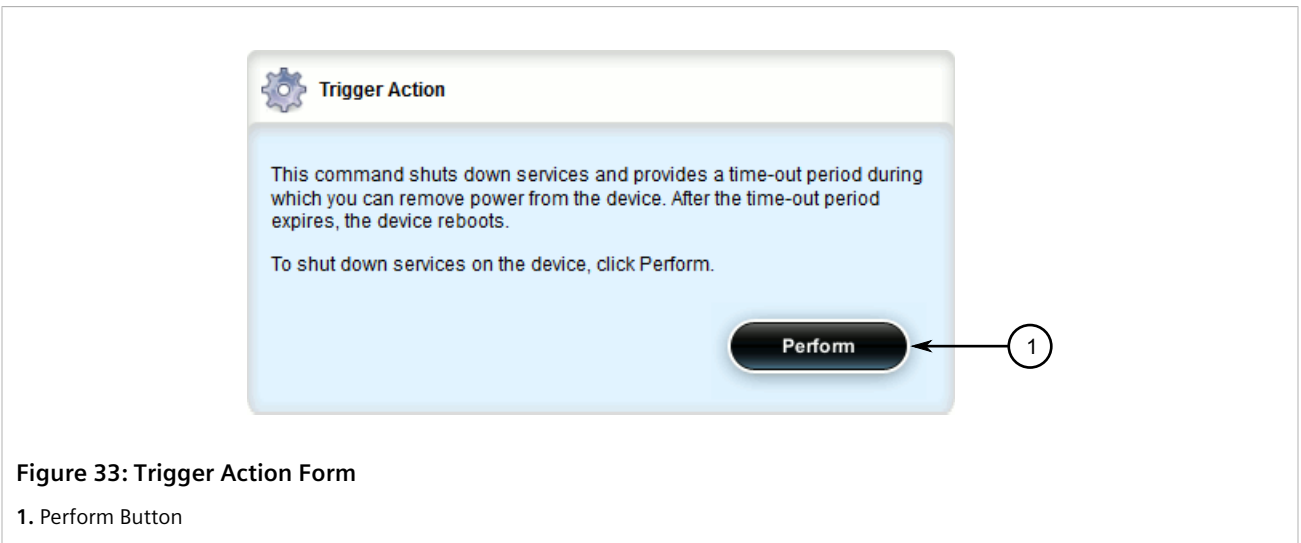 Trigger Action
This command shuts down services and provides a time-out period during
which you can remove power from the device. After the time-out period
expires, the device reboots.
To shut down services on the device, click Perform.
Perform
1
Figure 33: Trigger Action Form
1. Perform Button